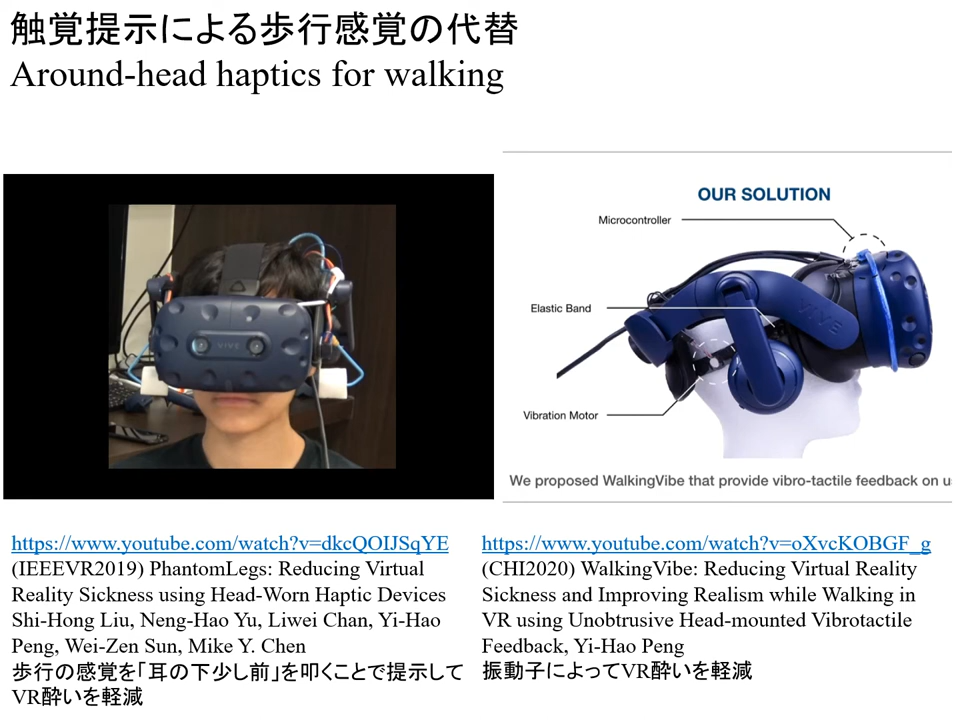 触覚提示による歩行感覚の代替
Around-head haptics for walking
VIVE
OUR SOLUTION
Microcontroller
Elastic Band
VIVE
Vibration Motor
We proposed WalkingVibe that provide vibro-tactile feedback on u
https://www.youtube.com/watch?v=dkcQOIJSqYE
(IEEEVR2019) PhantomLegs: Reducing Virtual
Reality Sickness using Head-Worn Haptic Devices
Shi-Hong Liu, Neng-Hao Yu, Liwei Chan, Yi-Hao
Peng, Wei-Zen Sun, Mike Y. Chen
歩行の感覚を「耳の下少し前」を叩くことで提示して
VR酔いを軽減
https://www.youtube.com/watch?v=oXvcKOBGF_g
(CHI2020) WalkingVibe: Reducing Virtual Reality
Sickness and Improving Realism while Walking in
VR using Unobtrusive Head-mounted Vibrotactile
Feedback, Yi-Hao Peng
振動子によってVR酔いを軽減